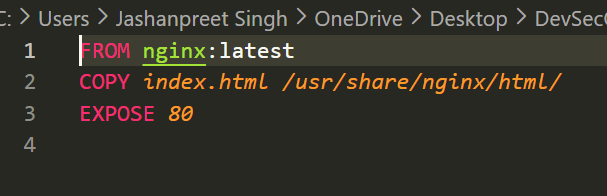 C: > Users > Jashanpreet Singh > OneDrive > Desktop >
1 FROM nginx:latest
2 COPY index.html /usr/share/nginx/html/
3 EXPOSE 80
4